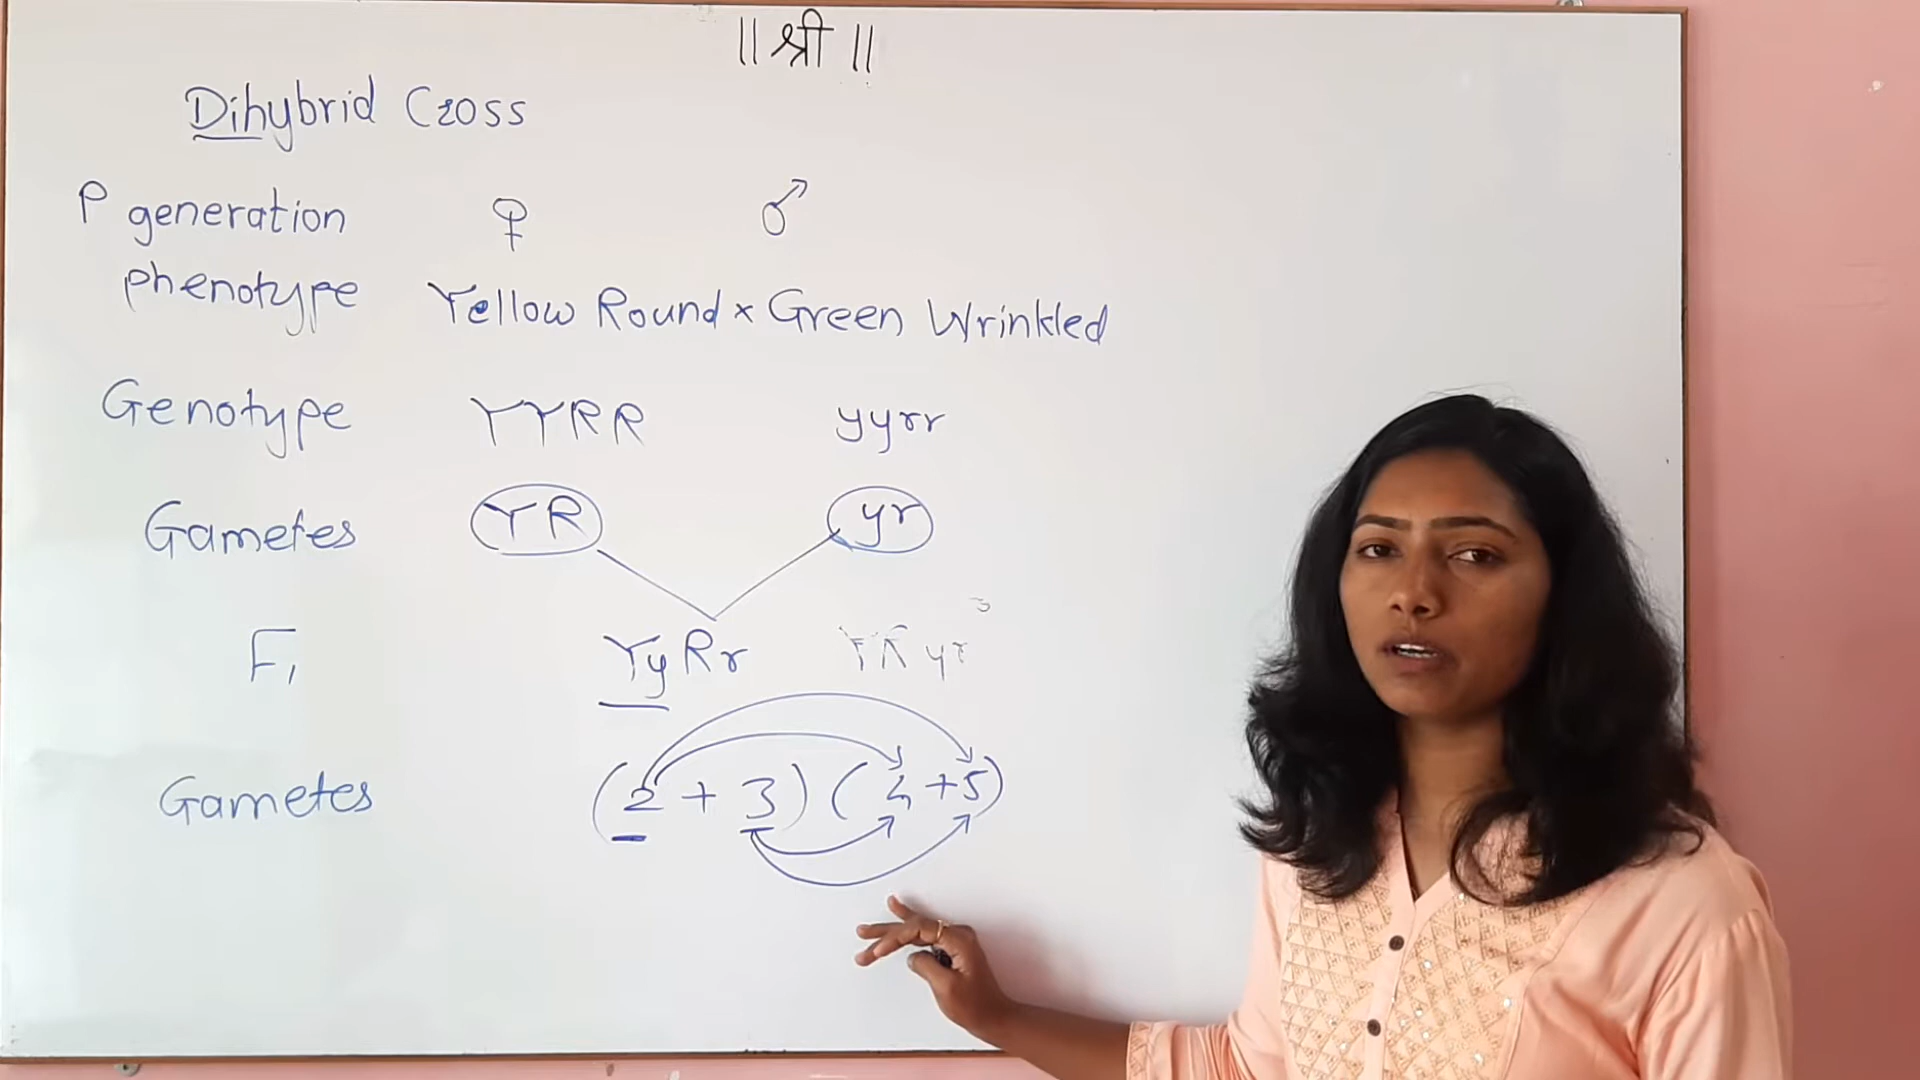 ॥ श्री ॥
Dihybrid Cross
P generation ♀ ♂
phenotype Yellow Round × Green Wrinkled
Genotype YYRR yyrr
Gametes YR yr
F₁ YyRr
Gametes (2 + 3) (4 + 5)